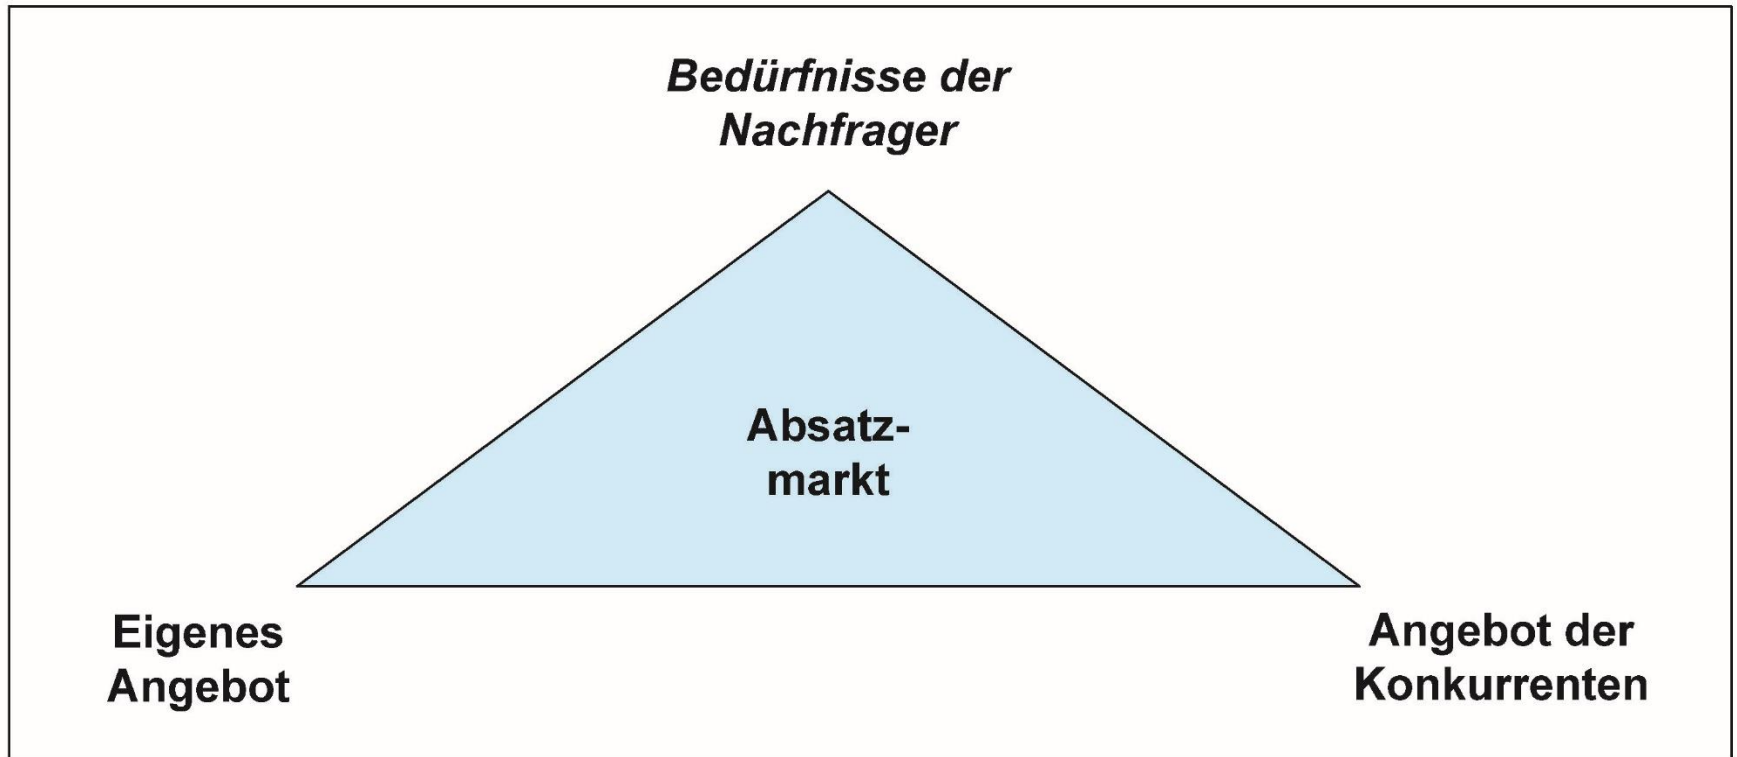 Bedürfnisse der
Nachfrager
Absatz-
markt
Eigenes
Angebot
Angebot der
Konkurrenten